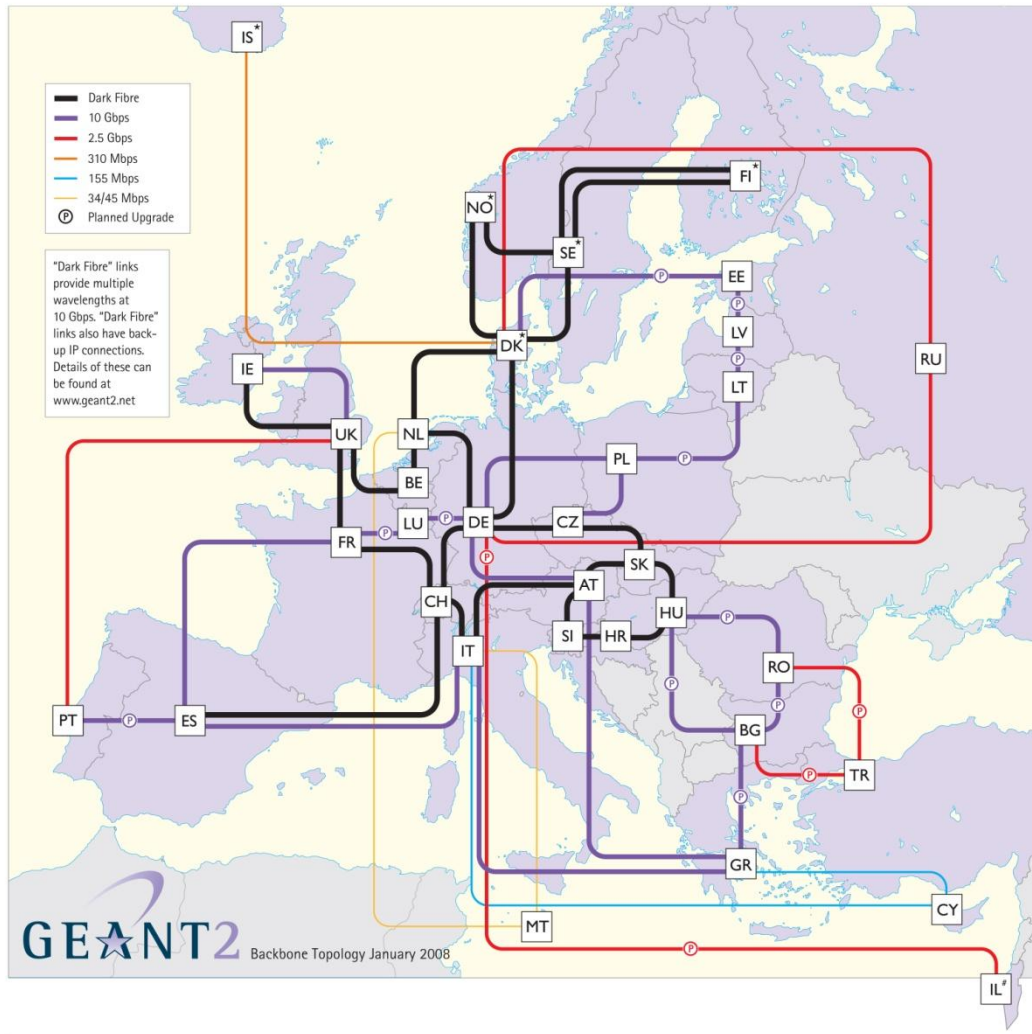 IS*
Dark Fibre
10 Gbps
2.5 Gbps
310 Mbps
155 Mbps
34/45 Mbps
P Planned Upgrade
"Dark Fibre" links
provide multiple
wavelengths at
10 Gbps. "Dark Fibre"
links also have back-
up IP connections.
Details of these can
be found at
www.geant2.net
FI*
NO*
SE*
P
EE
P
LV
DK*
P
RU
IE
LT
UK
NL
PL
P
BE
LU
P
DE
CZ
P
FR
P
SK
AT
CH
HU
P
SI
HR
IT
RO
P
P
PT
P
ES
BG
P
P
TR
P
P
GR
CY
MT
GEANT2 Backbone Topology January 2008
P
IL#